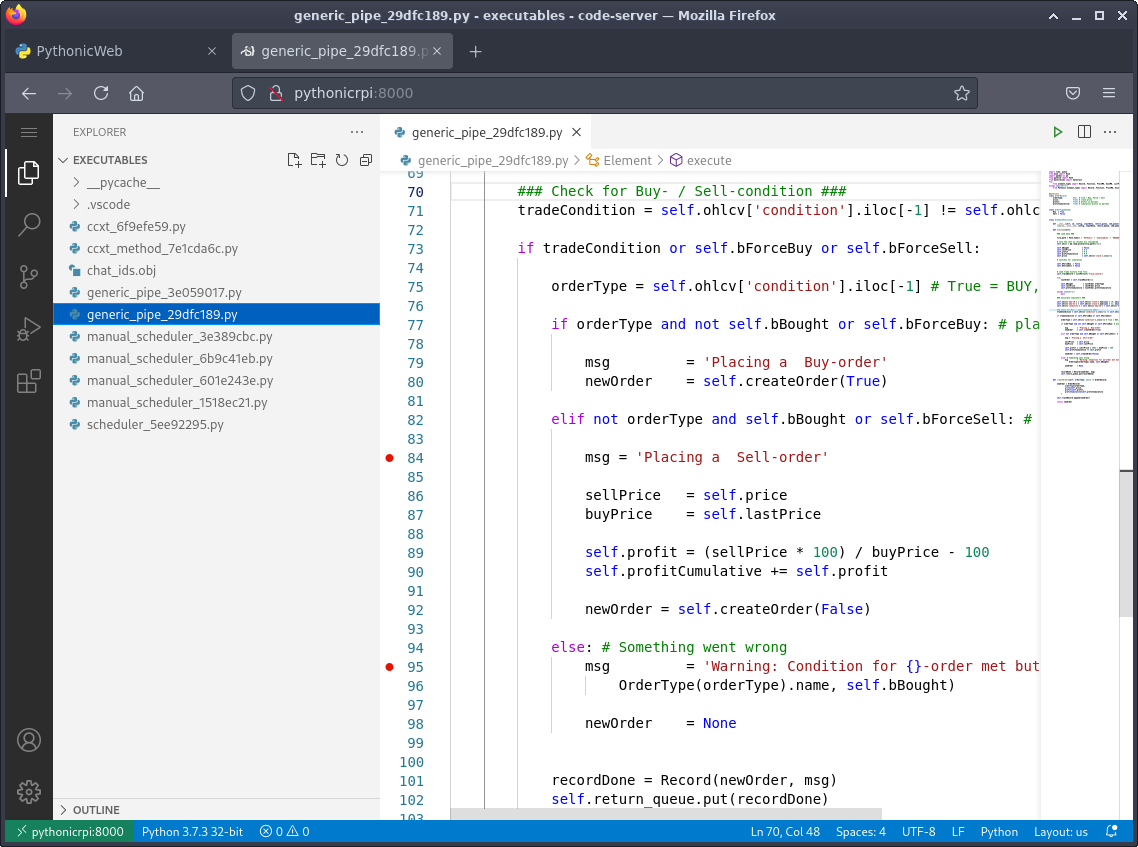 generic_pipe_29dfc189.py - executables - code-server — Mozilla Firefox
PythonicWeb
generic_pipe_29dfc189.p
pythonicrpi:8000
EXPLORER
EXECUTABLES
__pycache__
.vscode
ccxt_6f9efe59.py
ccxt_method_7e1cda6c.py
chat_ids.obj
generic_pipe_3e059017.py
generic_pipe_29dfc189.py
manual_scheduler_3e389cbc.py
manual_scheduler_6b9c41eb.py
manual_scheduler_601e243e.py
manual_scheduler_1518ec21.py
scheduler_5ee92295.py
OUTLINE
generic_pipe_29dfc189.py
generic_pipe_29dfc189.py > Element > execute
69
70 ### Check for Buy- / Sell-condition ###
71 tradeCondition = self.ohlcv['condition'].iloc[-1] != self.ohlc
72
73 if tradeCondition or self.bForceBuy or self.bForceSell:
74
75 orderType = self.ohlcv['condition'].iloc[-1] # True = BUY,
76
77 if orderType and not self.bBought or self.bForceBuy: # pla
78
79 msg = 'Placing a  Buy-order'
80 newOrder = self.createOrder(True)
81
82 elif not orderType and self.bBought or self.bForceSell: #
83
84 msg = 'Placing a  Sell-order'
85
86 sellPrice = self.price
87 buyPrice = self.lastPrice
88
89 self.profit = (sellPrice * 100) / buyPrice - 100
90 self.profitCumulative += self.profit
91
92 newOrder = self.createOrder(False)
93
94 else: # Something went wrong
95 msg = 'Warning: Condition for {}-order met but
96 OrderType(orderType).name, self.bBought)
97
98 newOrder = None
99
100
101 recordDone = Record(newOrder, msg)
102 self.return_queue.put(recordDone)
103
pythonicrpi:8000 Python 3.7.3 32-bit 0 0 Ln 70, Col 48 Spaces: 4 UTF-8 LF Python Layout: us